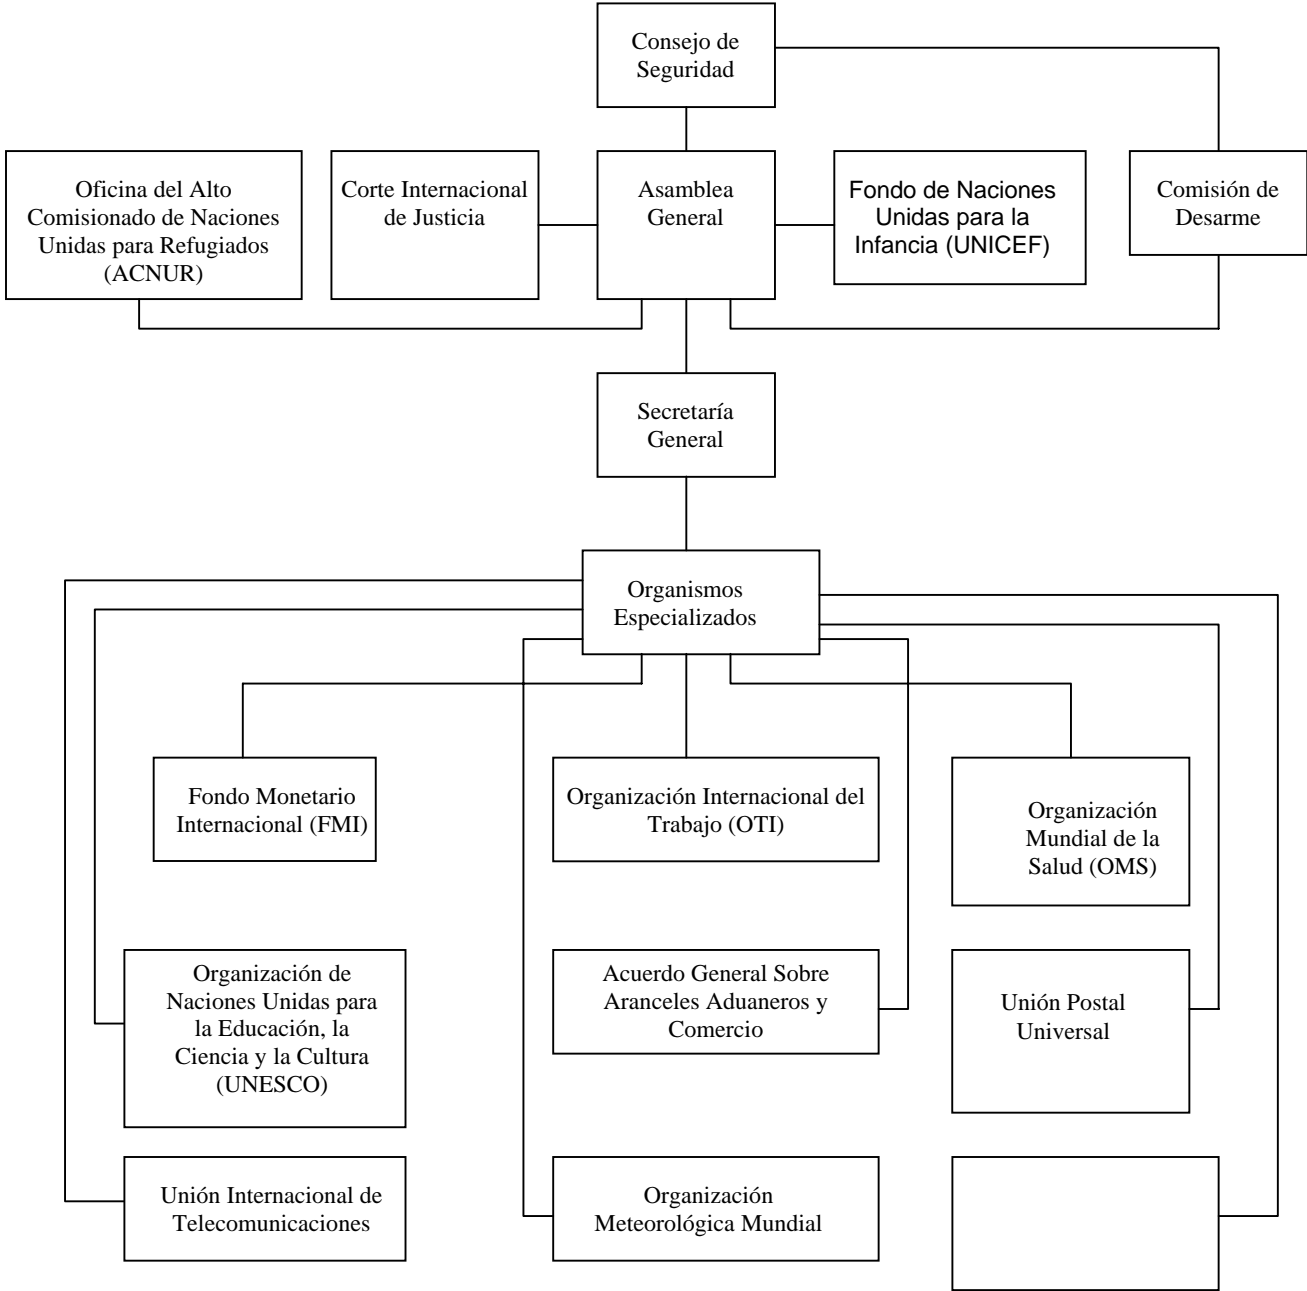 Consejo de
Seguridad
Oficina del Alto
Comisionado de Naciones
Unidas para Refugiados
(ACNUR)
Corte Internacional
de Justicia
Asamblea
General
Fondo de Naciones
Unidas para la
Infancia (UNICEF)
Comisión de
Desarme
Secretaría
General
Organismos
Especializados
Fondo Monetario
Internacional (FMI)
Organización Internacional del
Trabajo (OTI)
Organización
Mundial de la
Salud (OMS)
Organización de
Naciones Unidas para
la Educación, la
Ciencia y la Cultura
(UNESCO)
Acuerdo General Sobre
Aranceles Aduaneros y
Comercio
Unión Postal
Universal
Unión Internacional de
Telecomunicaciones
Organización
Meteorológica Mundial